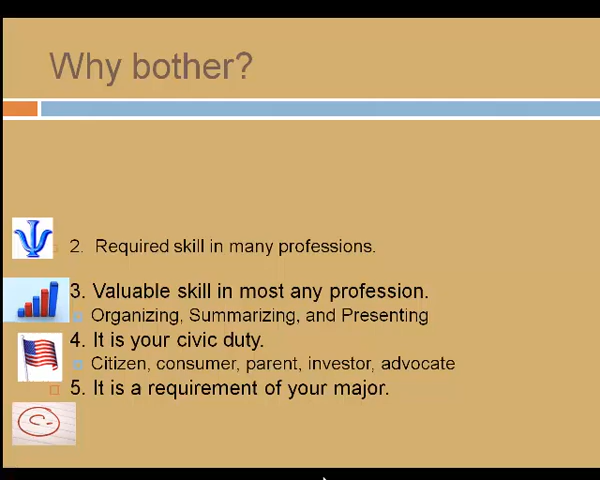 Why bother?
2. Required skill in many professions.
3. Valuable skill in most any profession.
Organizing, Summarizing, and Presenting
4. It is your civic duty.
Citizen, consumer, parent, investor, advocate
5. It is a requirement of your major.
C-